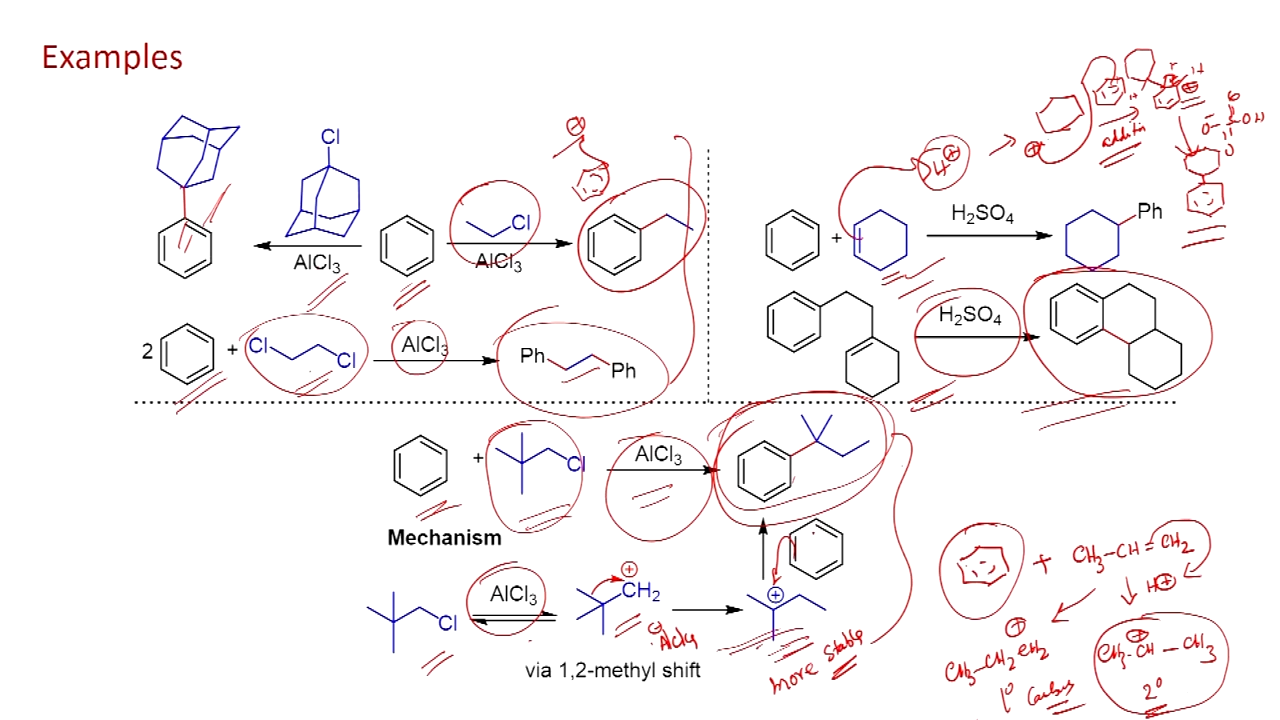 Examples
Cl
AlCl3
Cl
AlCl3
2
+
Cl
Cl
AlCl3
Ph
Ph
+
H2SO4
Ph
H2SO4
H⊕
⊕
⊕
⊕
H
H
OH
O
O
+
Cl
AlCl3
Mechanism
Cl
AlCl3
⊕
CH2
AlCl4
via 1,2-methyl shift
⊕
more stable
+ CH3-CH=CH2
H⊕
⊕
CH3-CH2-CH2
1°
⊕
CH3-CH-CH3
2°